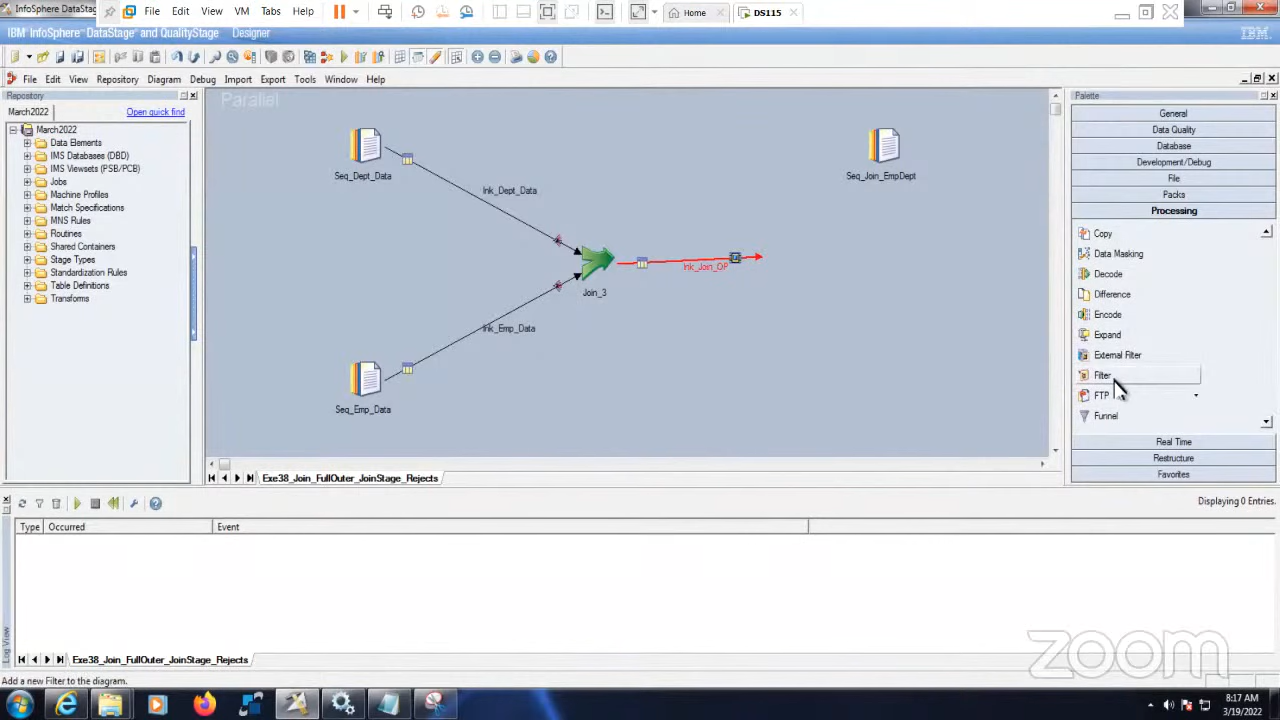 InfoSphere DataStag
File Edit View VM Tabs Help
Home
DS115
IBM InfoSphere DataStage and QualityStage Designer
IBM
File Edit View Repository Diagram Debug Import Export Tools Window Help
Repository
March2022
Open quick find
March2022
Data Elements
IMS Databases (DBD)
IMS Viewsets (PSB/PCB)
Jobs
Machine Profiles
Match Specifications
MNS Rules
Routines
Shared Containers
Stage Types
Standardization Rules
Table Definitions
Transforms
Parallel
Seq_Dept_Data
lnk_Dept_Data
Seq_Join_EmpDept
lnk_Join_OP
Join_3
lnk_Emp_Data
Seq_Emp_Data
Exe38_Join_FullOuter_JoinStage_Rejects
Palette
General
Data Quality
Database
Development/Debug
File
Packs
Processing
Copy
Data Masking
Decode
Difference
Encode
Expand
External Filter
Filter
FTP
Funnel
Real Time
Restructure
Favorites
Displaying 0 Entries.
Type Occurred Event
Log View
Exe38_Join_FullOuter_JoinStage_Rejects
Add a new Filter to the diagram.
zoom
8:17 AM
3/19/2022